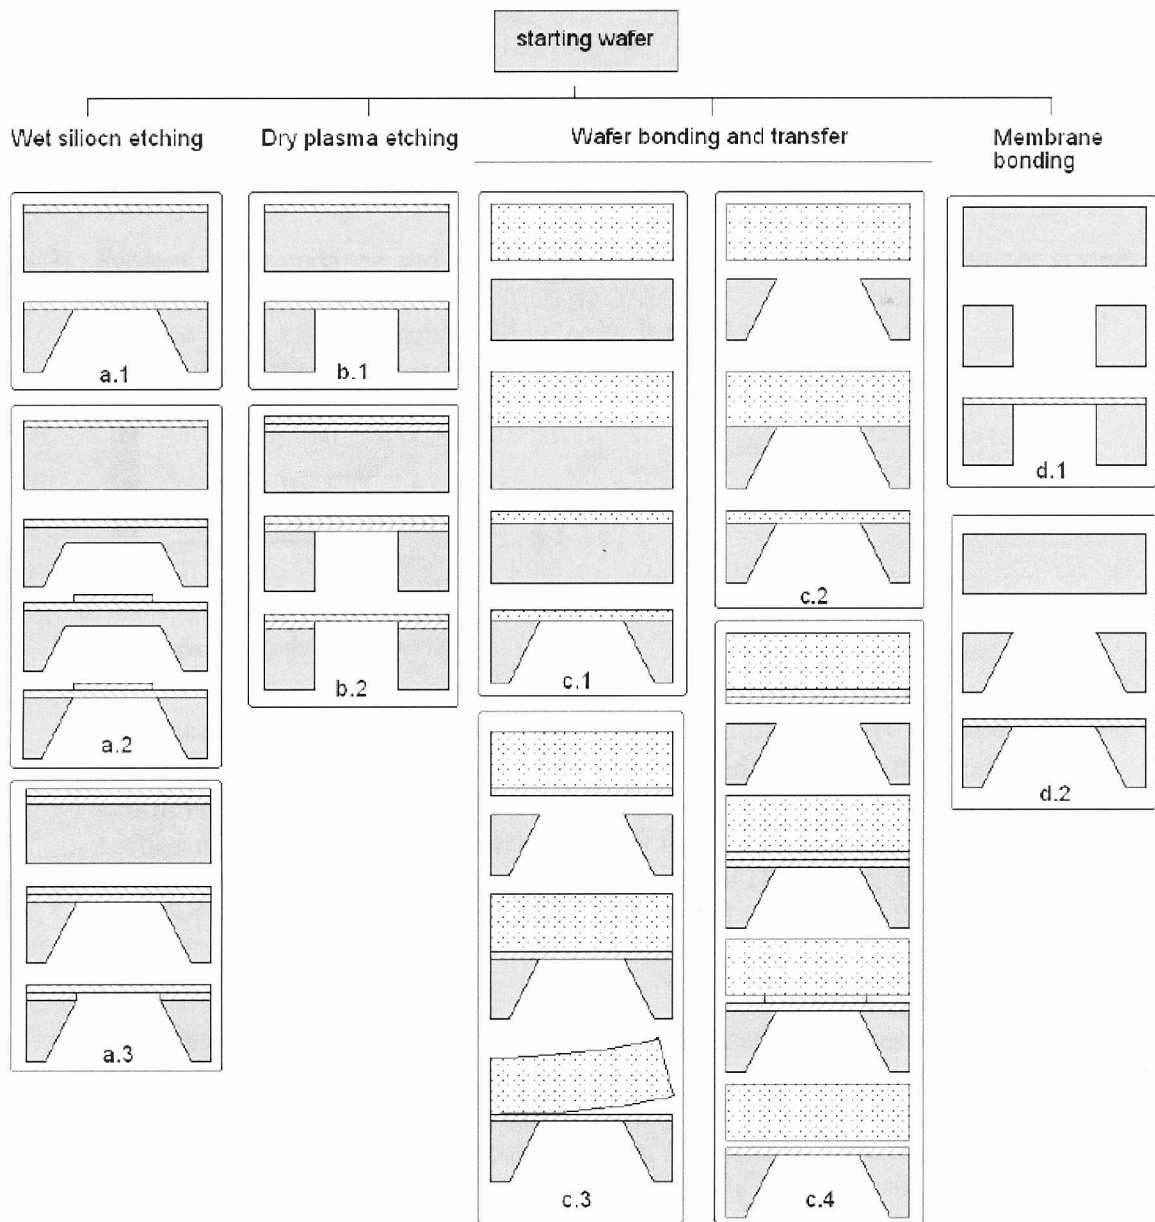 starting wafer
Wet siliocn etching
Dry plasma etching
Wafer bonding and transfer
Membrane
bonding
a.1
b.1
d.1
a.2
b.2
c.1
c.2
d.2
a.3
c.3
c.4